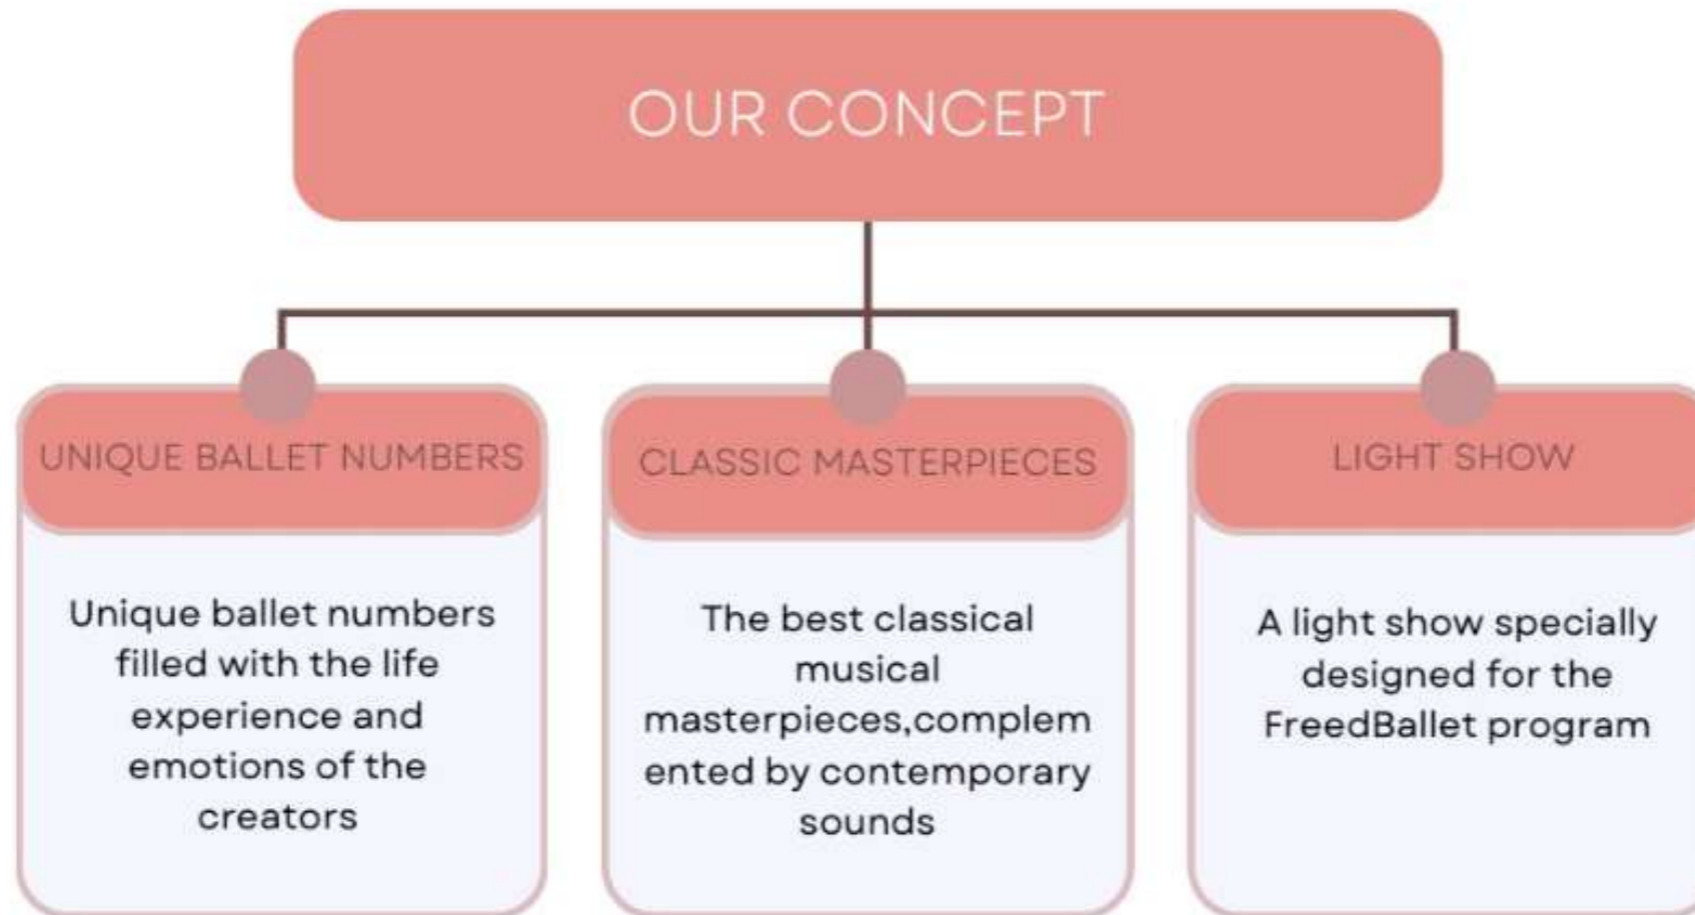 OUR CONCEPT
UNIQUE BALLET NUMBERS
Unique ballet numbers
filled with the life
experience and
emotions of the
creators
CLASSIC MASTERPIECES
The best classical
musical
masterpieces,complem
ented by contemporary
sounds
LIGHT SHOW
A light show specially
designed for the
FreedBallet program